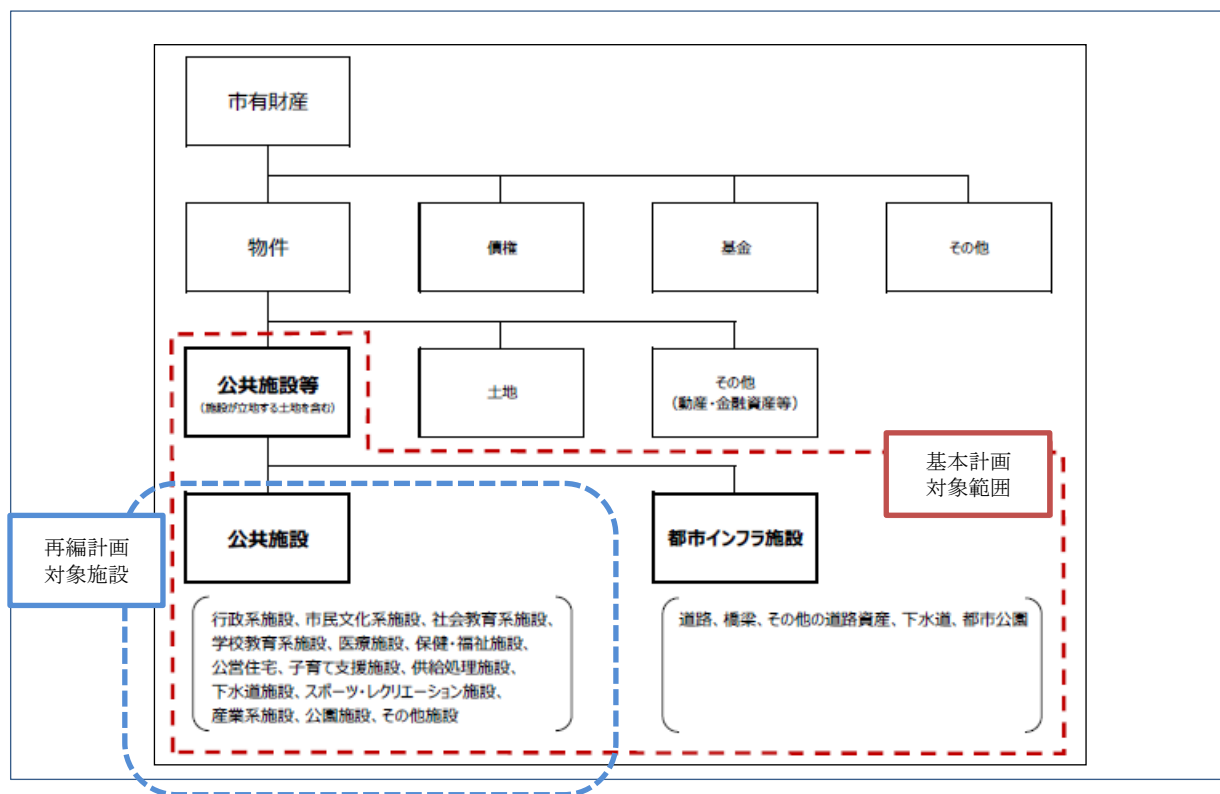 市有財産
物件
債権
基金
その他
公共施設等
(施設が立地する土地を含む)
土地
その他
(動産・金融資産等)
基本計画
対象範囲
再編計画
対象施設
公共施設
都市インフラ施設
行政系施設、市民文化系施設、社会教育系施設、
学校教育系施設、医療施設、保健・福祉施設、
公営住宅、子育て支援施設、供給処理施設、
下水道施設、スポーツ・レクリエーション施設、
産業系施設、公園施設、その他施設
道路、橋梁、その他の道路資産、下水道、都市公園